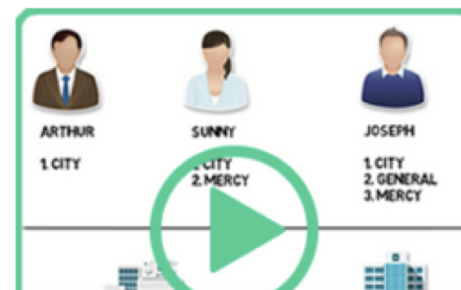 ARTHUR
1. CITY
SUNNY
CITY
2. MERCY
JOSEPH
1. CITY
2. GENERAL
3. MERCY